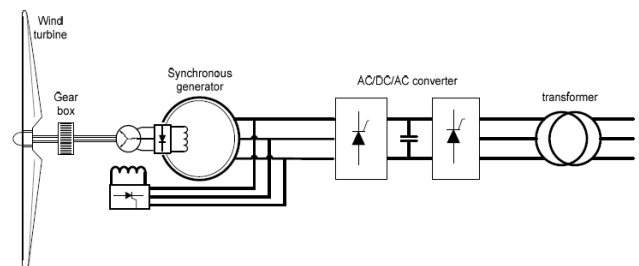 Wind
turbine
Gear
box
Synchronous
generator
AC/DC/AC converter
transformer